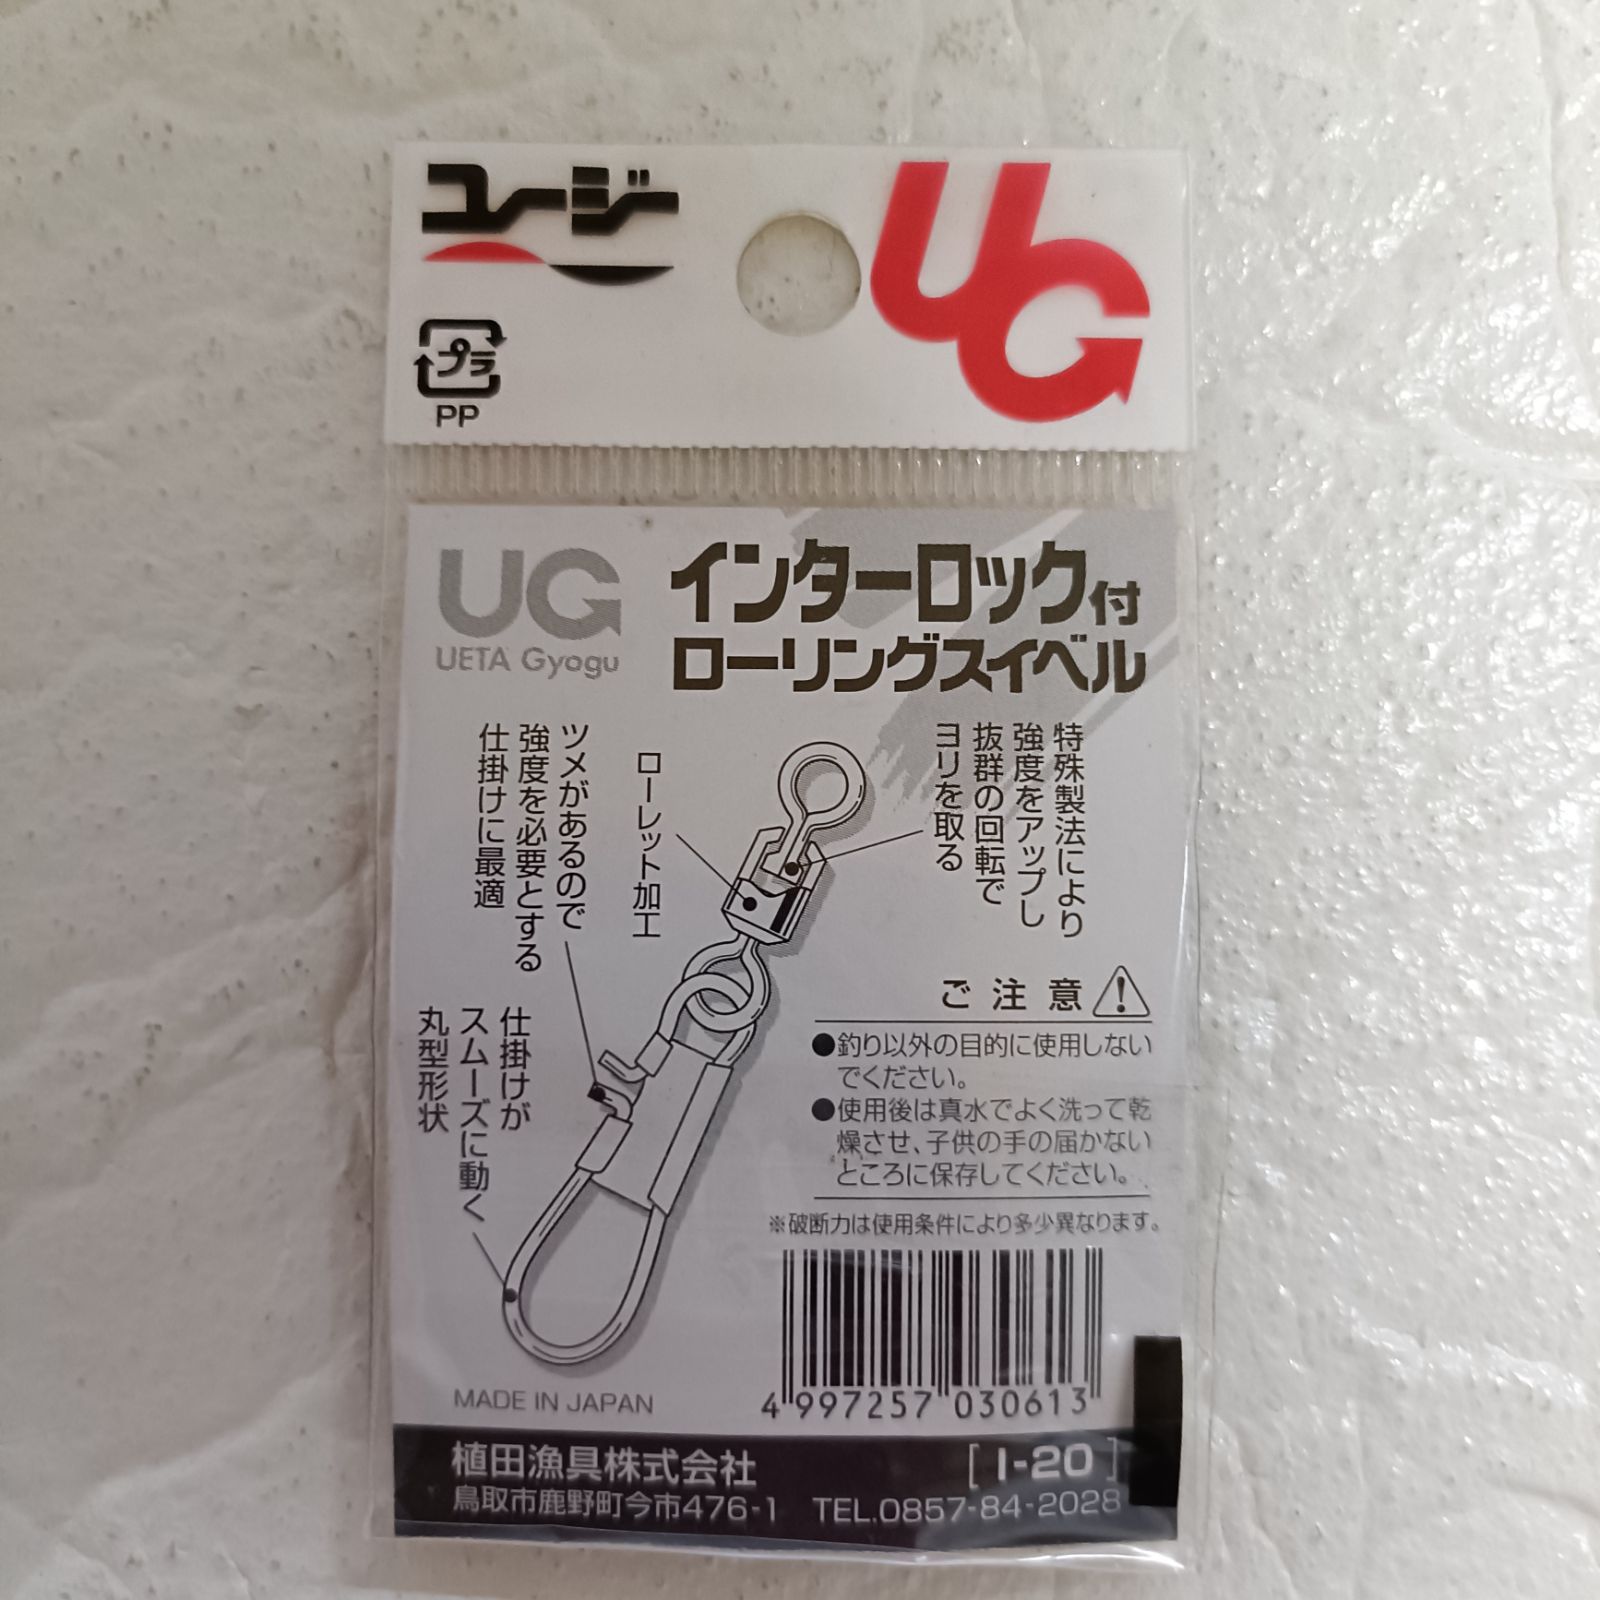 ユージー
UG
プラ
PP
UG
UETA Gyogu
インターロック付
ローリングスイベル
特殊製法により
強度をアップし
抜群の回転で
ヨリを取る
ローレット加工
ツメがあるので
強度を必要とする
仕掛けに最適
仕掛けが
スムーズに動く
丸型形状
ご注意
●釣り以外の目的に使用しない
でください。
●使用後は真水でよく洗って乾
燥させ、子供の手の届かない
ところに保存してください。
※破断力は使用条件により多少異なります。
4 997257 030613
MADE IN JAPAN
植田漁具株式会社
[ I-20 ]
鳥取市鹿野町今市476-1 TEL.0857-84-2028